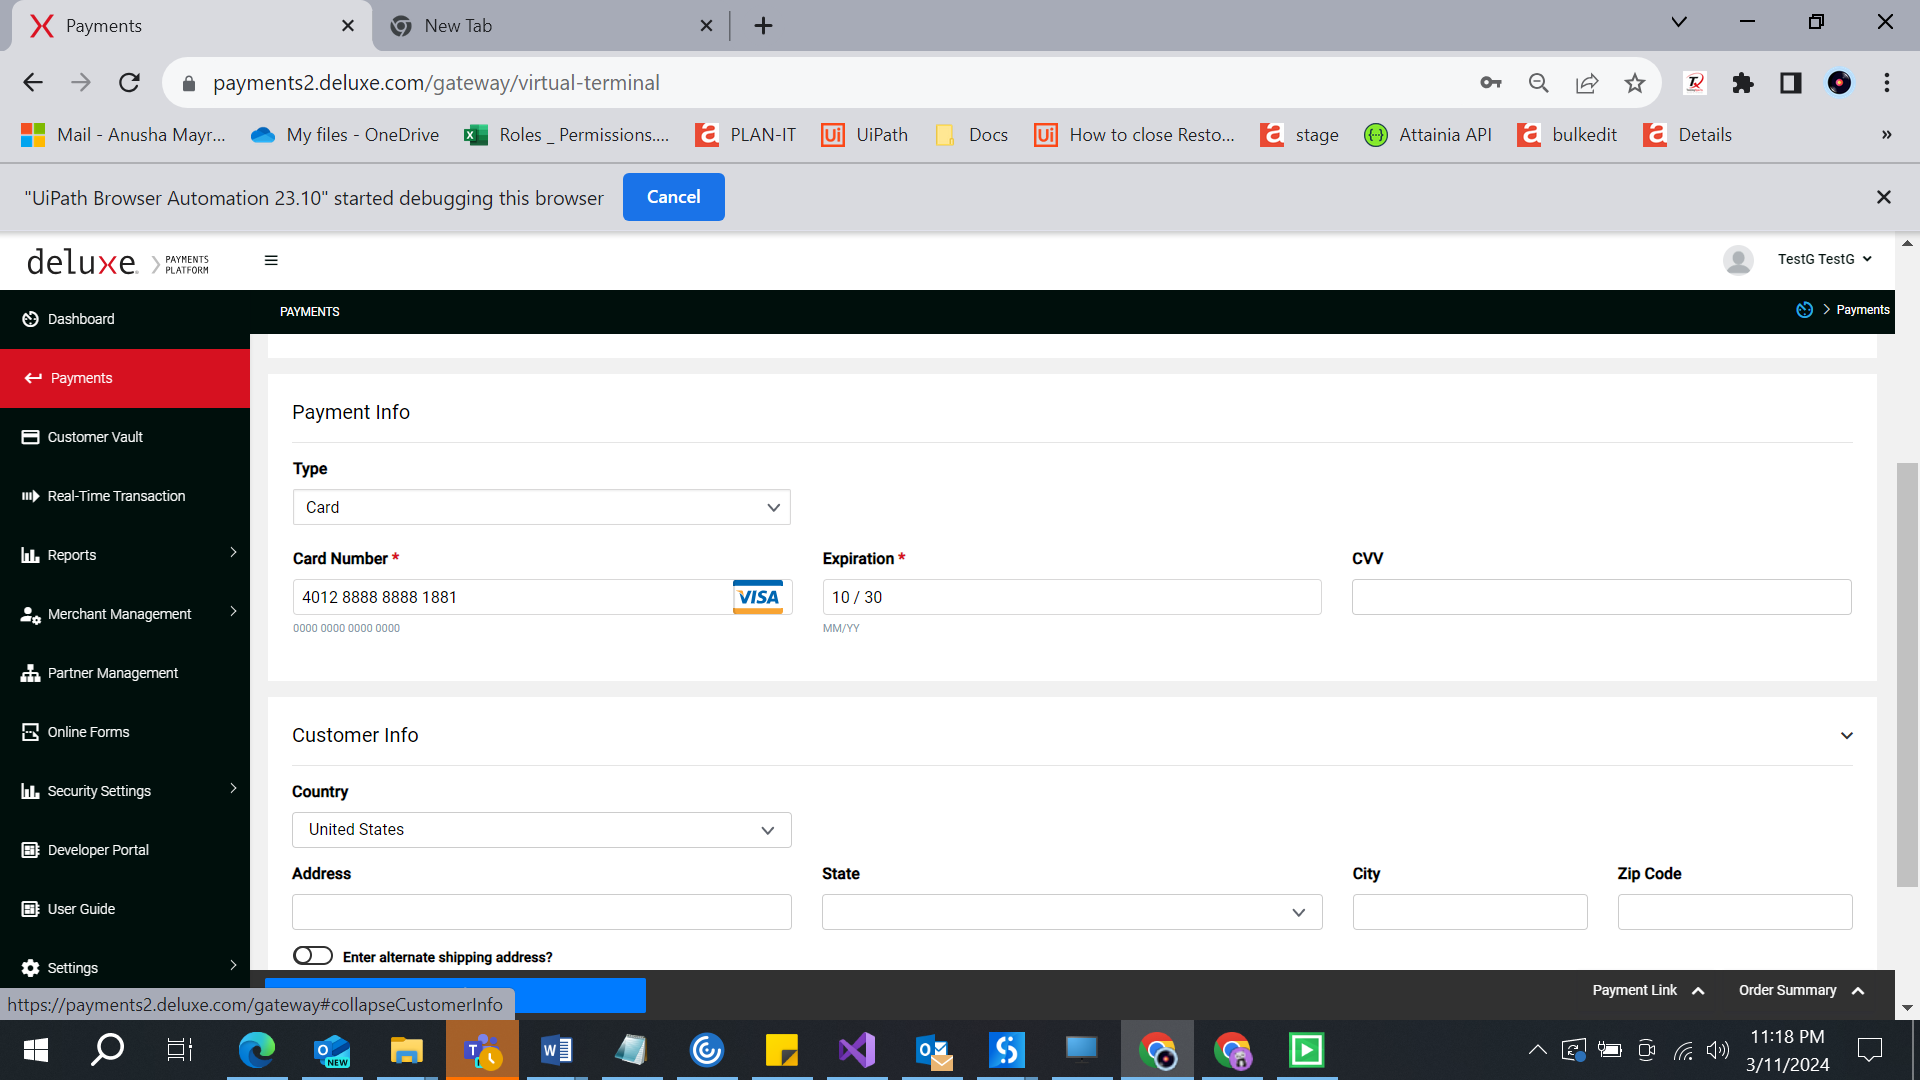 Payments
New Tab
payments2.deluxe.com/gateway/virtual-terminal
Mail - Anusha Mayr...
My files - OneDrive
Roles _ Permissions....
PLAN-IT
UiPath
Docs
How to close Resto...
stage
Attainia API
bulkedit
Details
»
"UiPath Browser Automation 23.10" started debugging this browser
Cancel
deluxe.
PAYMENTS
PLATFORM
TestG TestG
Dashboard
PAYMENTS
Payments
Payments
Customer Vault
Real-Time Transaction
Reports
Merchant Management
Partner Management
Online Forms
Security Settings
Developer Portal
User Guide
Settings
Payment Info
Type
Card
Card Number *
Expiration *
CVV
4012 8888 8888 1881
VISA
10 / 30
0000 0000 0000 0000
MM/YY
Customer Info
Country
United States
Address
State
City
Zip Code
Enter alternate shipping address?
Payment Link
Order Summary
https://payments2.deluxe.com/gateway#collapseCustomerInfo
NEW
11:18 PM
3/11/2024